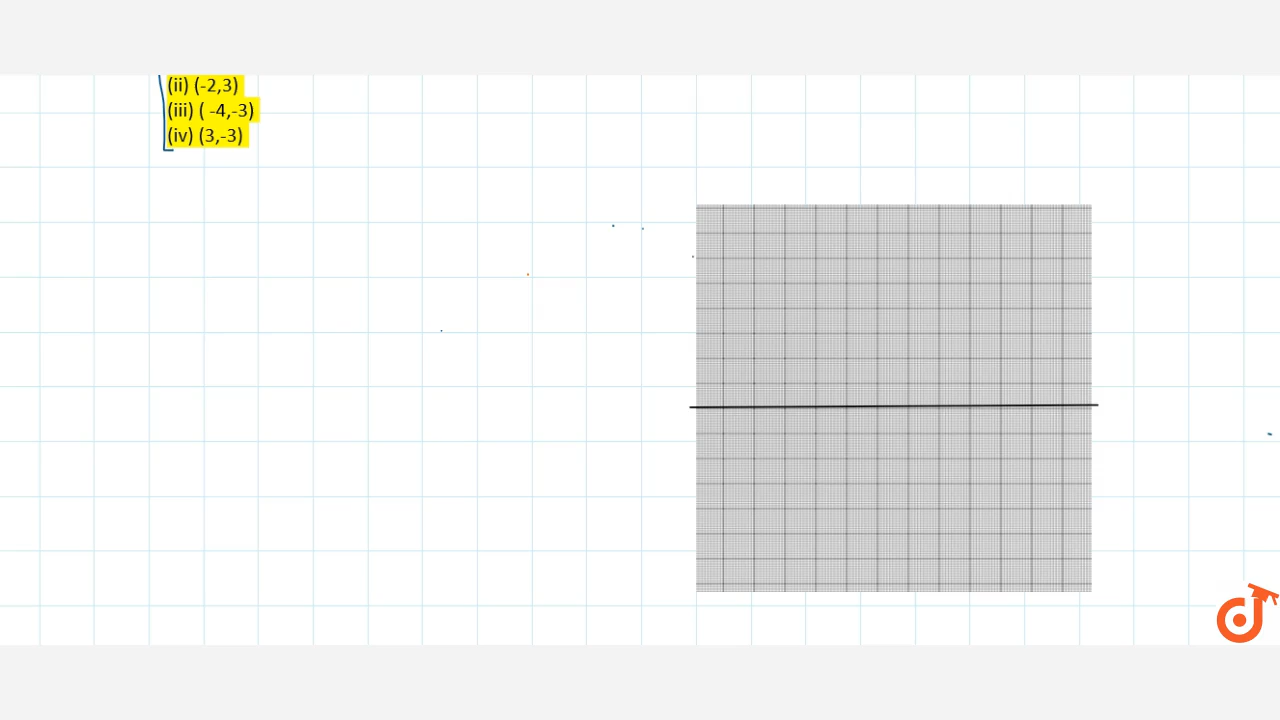 (ii) (-2,3)
(iii) ( -4,-3)
(iv) (3,-3)